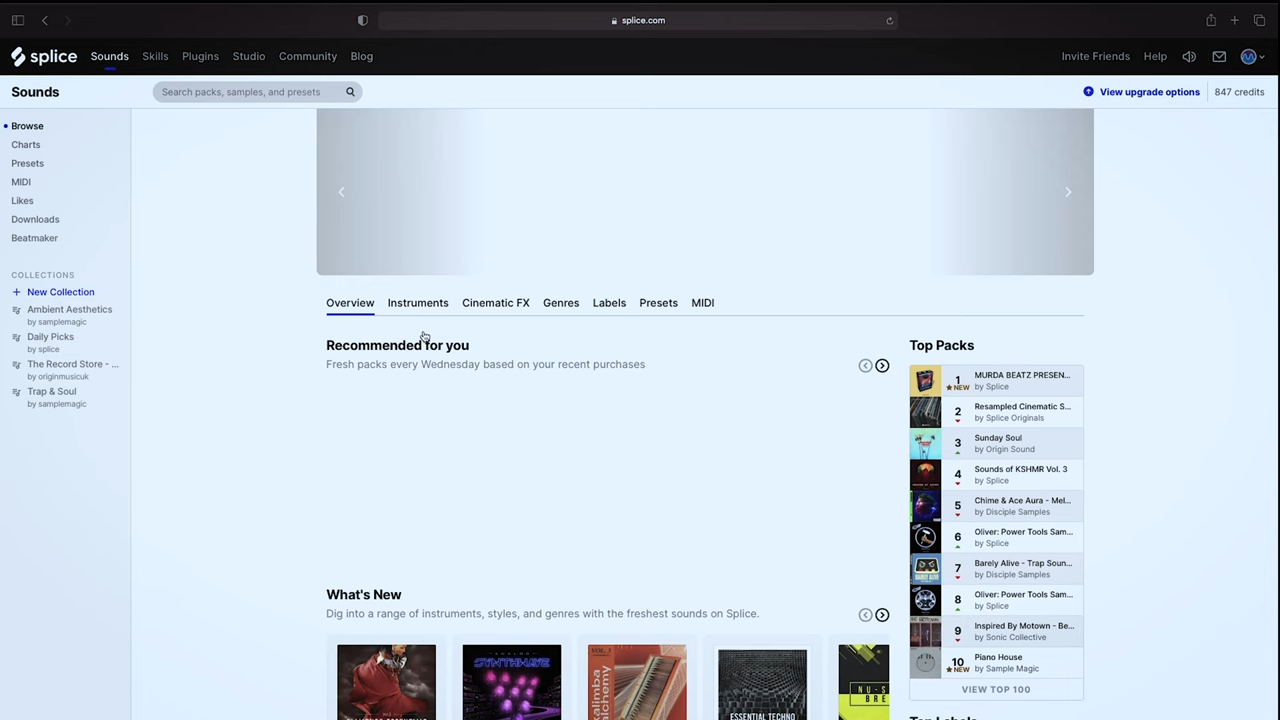 splice.com
splice Sounds Skills Plugins Studio Community Blog Invite Friends Help
Sounds Search packs, samples, and presets View upgrade options 847 credits
Browse
Charts
Presets
MIDI
Likes
Downloads
Beatmaker
COLLECTIONS
+ New Collection
Ambient Aesthetics
by samplemagic
Daily Picks
by splice
The Record Store - ...
by originmusicuk
Trap & Soul
by samplemagic
Overview Instruments Cinematic FX Genres Labels Presets MIDI
Recommended for you
Fresh packs every Wednesday based on your recent purchases
What's New
Dig into a range of instruments, styles, and genres with the freshest sounds on Splice.
SYNTHWAVE
VOL. 3
kalimba
alchemy
ESSENTIAL TECHNO
NU-S
BRE
Top Packs
1 NEW MURDA BEATZ PRESEN...
by Splice
2 Resampled Cinematic S...
by Splice Originals
3 Sunday Soul
by Origin Sound
4 Sounds of KSHMR Vol. 3
by Splice
5 Chime & Ace Aura - Mel...
by Disciple Samples
6 Oliver: Power Tools Sam...
by Splice
7 Barely Alive - Trap Soun...
by Disciple Samples
8 Oliver: Power Tools Sam...
by Splice
9 Inspired By Motown - Be...
by Sonic Collective
10 NEW Piano House
by Sample Magic
VIEW TOP 100
Top Labels